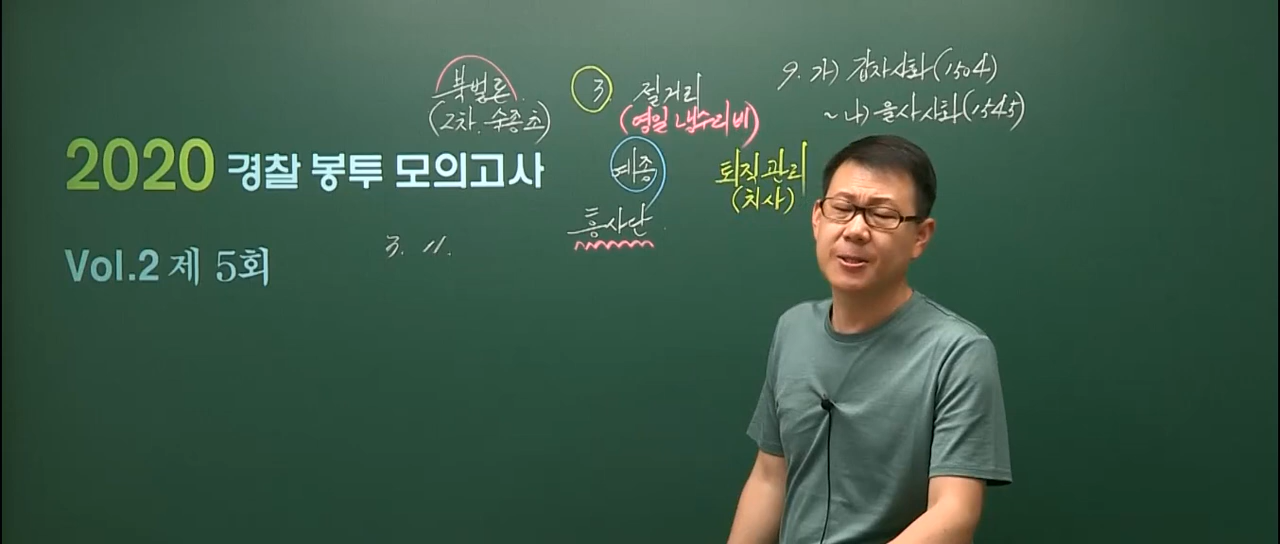 북벌론
(2차. 숙종초)
3. 절거리
(영일 냉수리비)
예종
흥사단
퇴직관리
(치사)
9. 가) 갑자사화(1504)
~ 나) 을사사화(1545)
2020 경찰 봉투 모의고사
Vol.2 제 5회
3. 11.